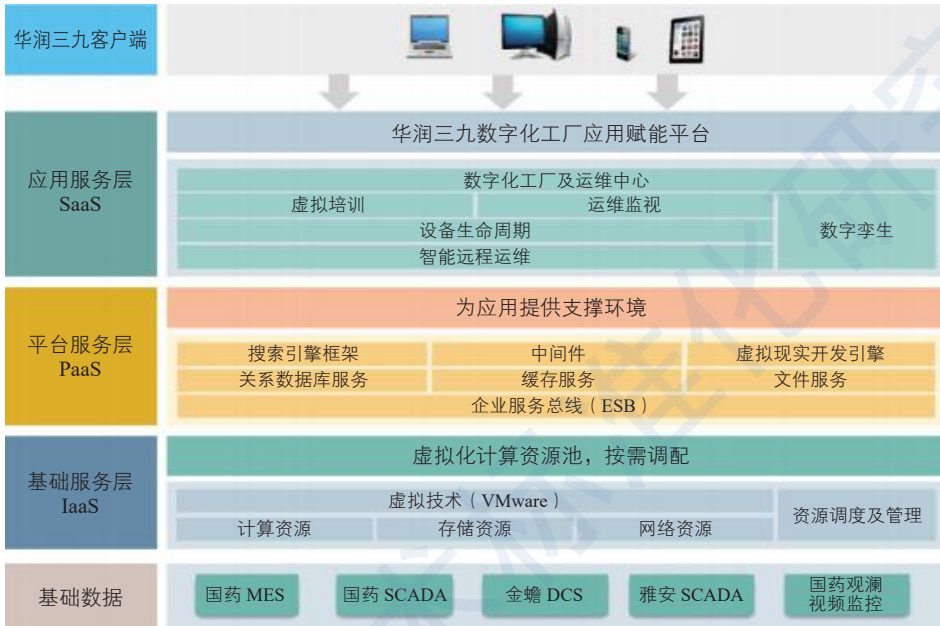 华润三九客户端
华润三九数字化工厂应用赋能平台
应用服务层
SaaS
数字化工厂及运维中心
虚拟培训
运维监视
设备生命周期
智能远程运维
数字孪生
为应用提供支撑环境
平台服务层
PaaS
搜索引擎框架
中间件
虚拟现实开发引擎
关系数据库服务
缓存服务
文件服务
企业服务总线（ESB）
虚拟化计算资源池，按需调配
基础服务层
IaaS
虚拟技术（VMware）
计算资源
存储资源
网络资源
资源调度及管理
基础数据
国药 MES
国药 SCADA
金蟾 DCS
雅安 SCADA
国药观澜
视频监控
术标准化研究